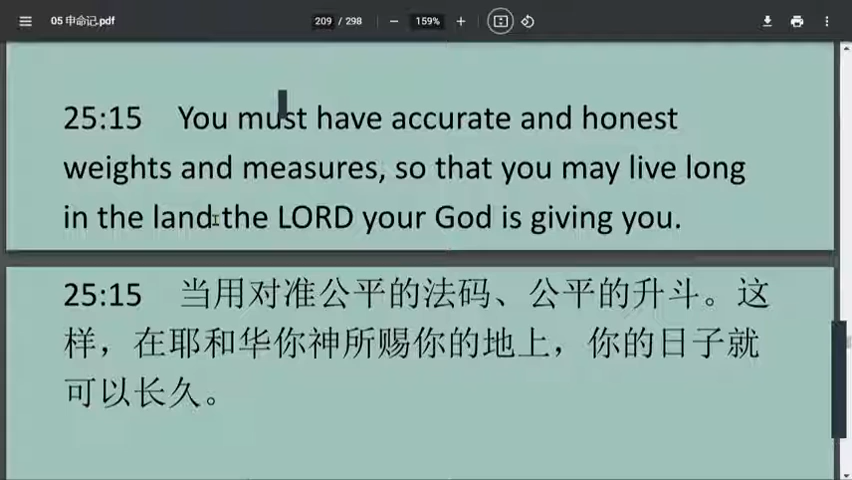 05 申命记.pdf
209 / 298
159%
25:15 You must have accurate and honest
weights and measures, so that you may live long
in the land the LORD your God is giving you.
25:15 当用对准公平的法码、公平的升斗。这
样，在耶和华你神所赐你的地上，你的日子就
可以长久。